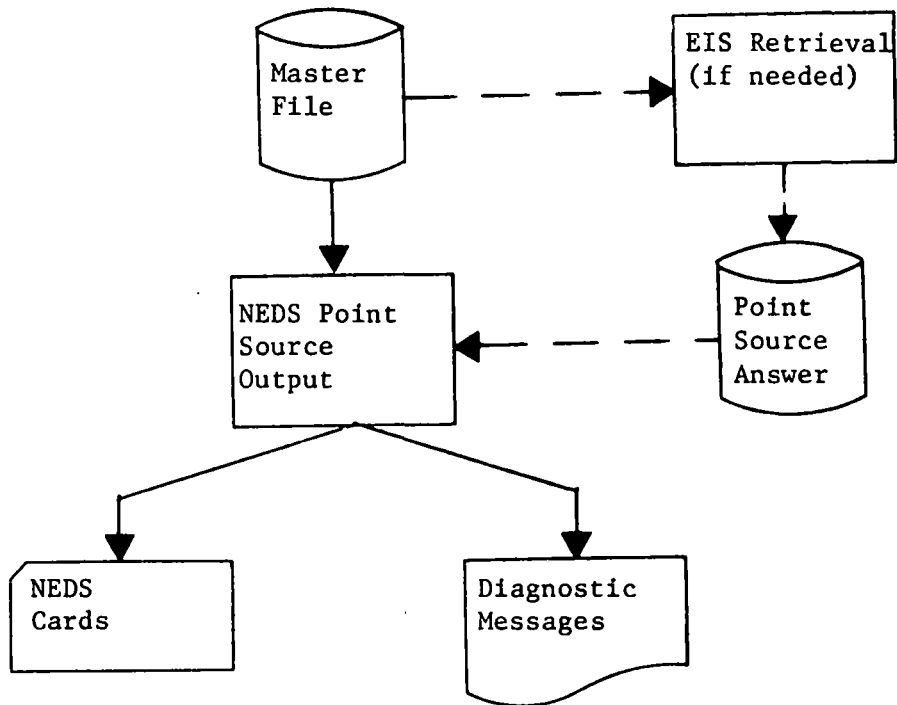 Master
File
EIS Retrieval
(if needed)
NEDS Point
Source
Output
Point
Source
Answer
NEDS
Cards
Diagnostic
Messages